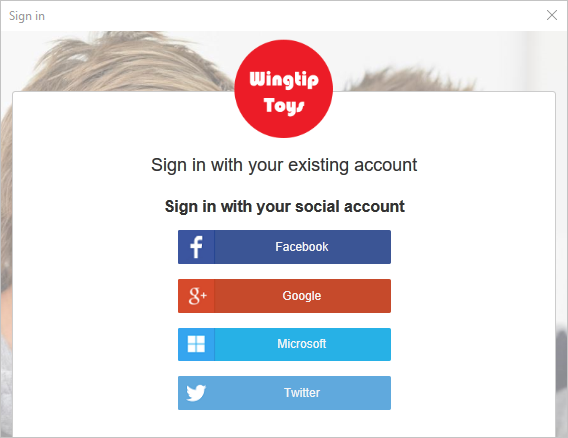 Sign in
Wingtip
Toys
Sign in with your existing account
Sign in with your social account
Facebook
Google
Microsoft
Twitter